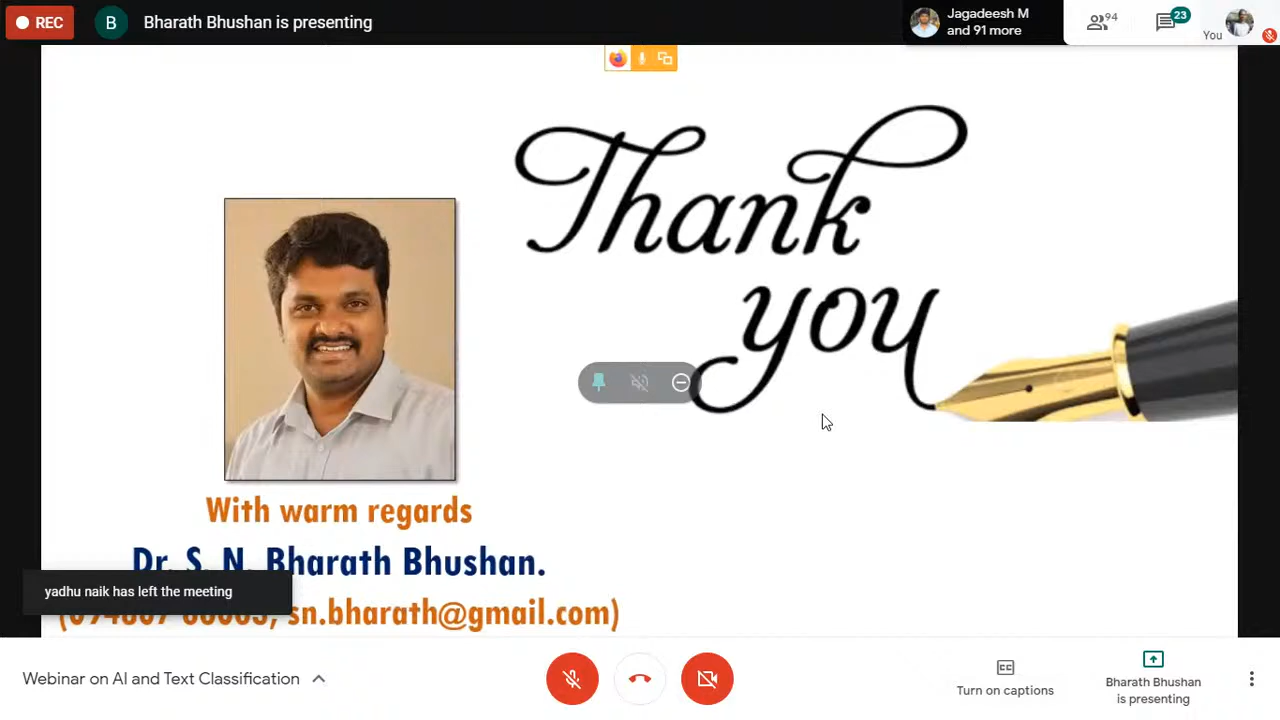 REC
B
Bharath Bhushan is presenting
Jagadeesh M
and 91 more
94
23
You
Thank
you
With warm regards
Dr. S. N. Bharath Bhushan.
yadhu naik has left the meeting
sn.bharath@gmail.com)
Webinar on AI and Text Classification
CC
Turn on captions
Bharath Bhushan
is presenting